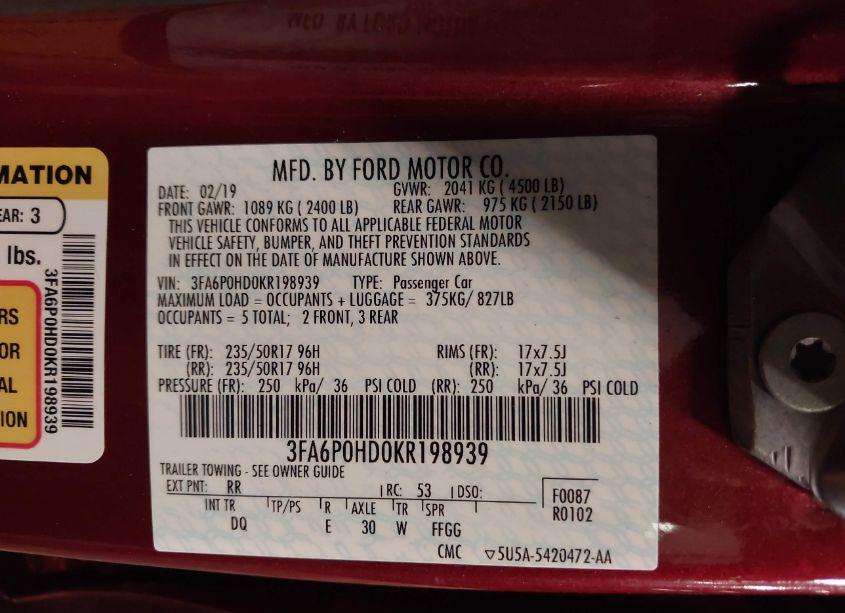 MATION
EAR: 3
lbs.
3FA6P0HD0KR198939
RS
OR
AL
ION
MFD. BY FORD MOTOR CO.
DATE: 02/19 GVWR: 2041 KG ( 4500 LB)
FRONT GAWR: 1089 KG ( 2400 LB) REAR GAWR: 975 KG ( 2150 LB)
THIS VEHICLE CONFORMS TO ALL APPLICABLE FEDERAL MOTOR
VEHICLE SAFETY, BUMPER, AND THEFT PREVENTION STANDARDS
IN EFFECT ON THE DATE OF MANUFACTURE SHOWN ABOVE.
VIN: 3FA6P0HD0KR198939 TYPE: Passenger Car
MAXIMUM LOAD = OCCUPANTS + LUGGAGE = 375KG/ 827LB
OCCUPANTS = 5 TOTAL; 2 FRONT, 3 REAR
TIRE (FR): 235/50R17 96H RIMS (FR): 17x7.5J
(RR): 235/50R17 96H (RR): 17x7.5J
PRESSURE (FR): 250 kPa/ 36 PSI COLD (RR): 250 kPa/ 36 PSI COLD
3FA6P0HD0KR198939
TRAILER TOWING - SEE OWNER GUIDE
EXT PNT: RR RC: 53 DSO: F0087
R0102
INT TR TP/PS R AXLE TR SPR
DQ E 30 W FFGG
CMC ▽5U5A-5420472-AA